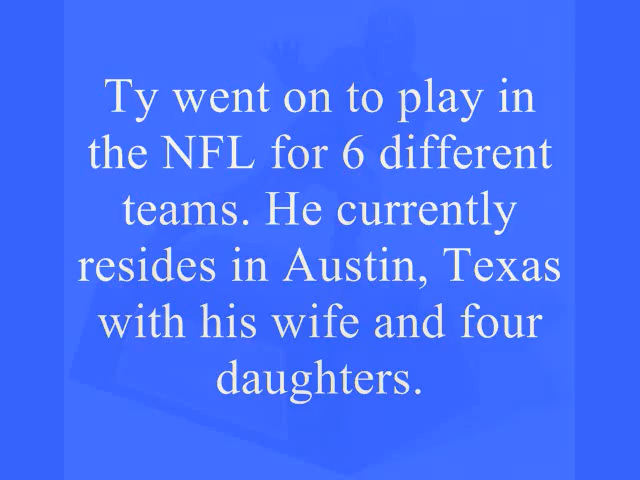 Ty went on to play in
the NFL for 6 different
teams. He currently
resides in Austin, Texas
with his wife and four
daughters.